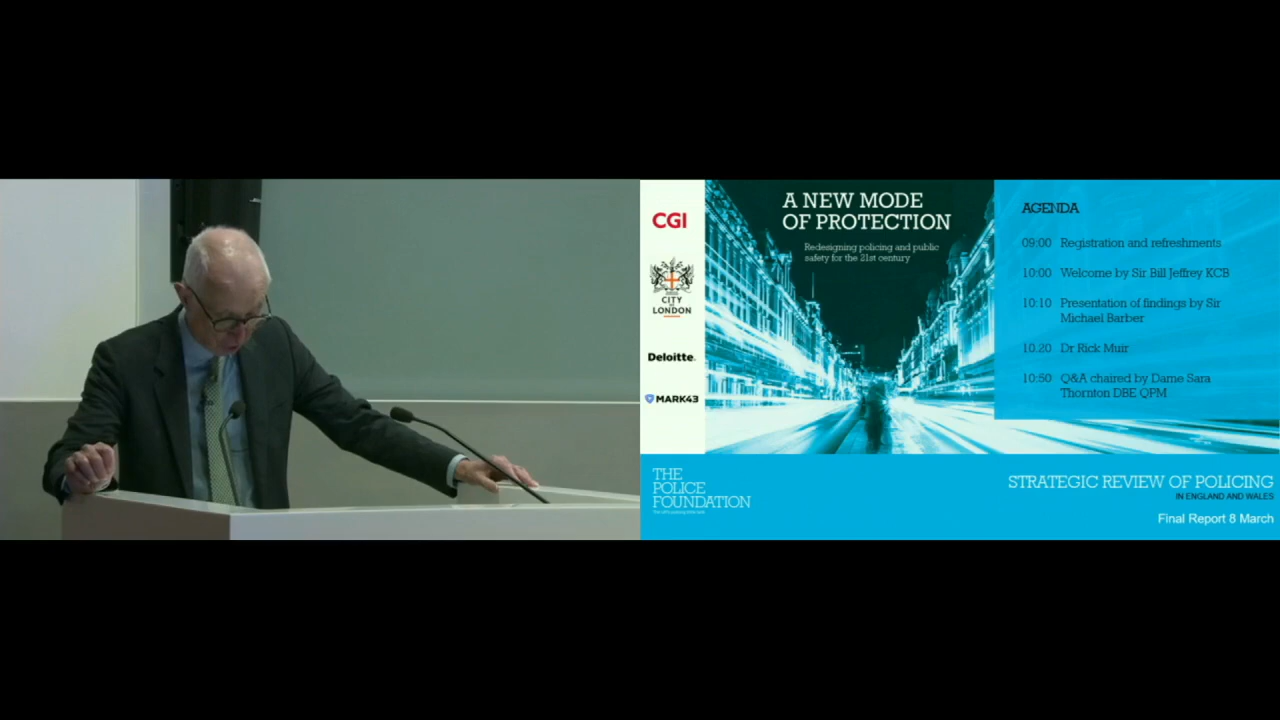 CGI
CITY
OF
LONDON
Deloitte.
MARK43
A NEW MODE
OF PROTECTION
Redesigning policing and public
safety for the 21st century
AGENDA
09:00 Registration and refreshments
10:00 Welcome by Sir Bill Jeffrey KCB
10:10 Presentation of findings by Sir
Michael Barber
10.20 Dr Rick Muir
10:50 Q&A chaired by Dame Sara
Thornton DBE QPM
THE
POLICE
FOUNDATION
STRATEGIC REVIEW OF POLICING
IN ENGLAND AND WALES
Final Report 8 March